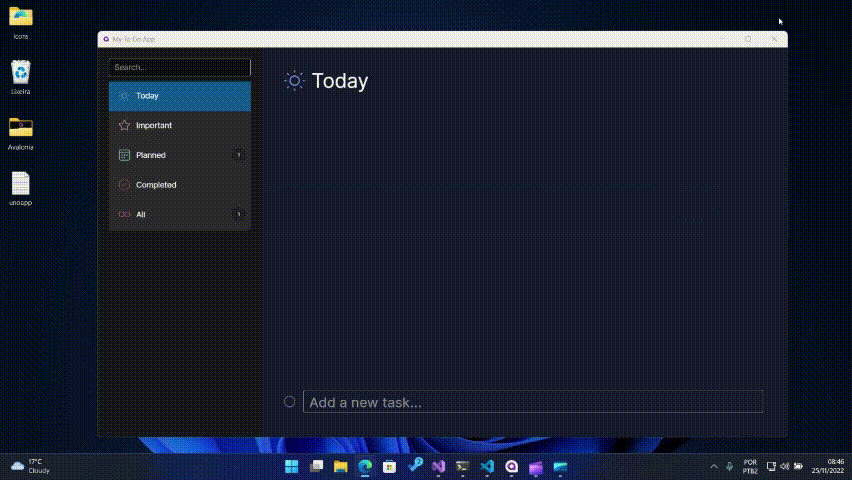 Icons
Lixeira
Avalonia
unoapp
My To Do App
Search...
Today
Important
Planned
1
Completed
All
1
Today
Add a new task...
17°C
Cloudy
POR
PTB2
08:46
25/11/2022